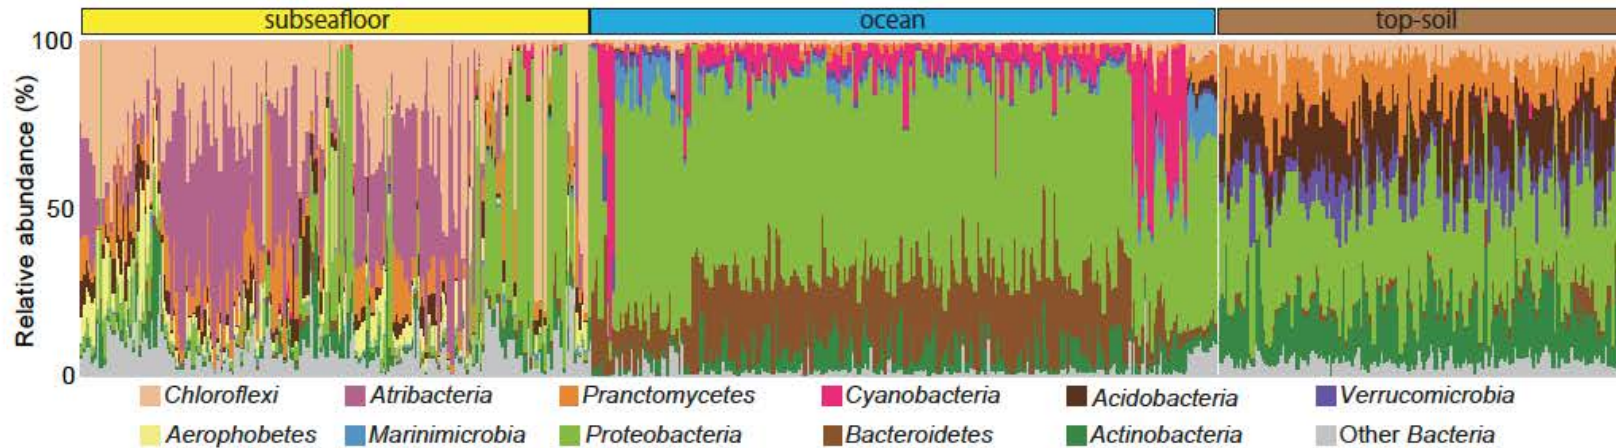 subseafloor ocean top-soil
100
50
0
Relative abundance (%)
Chloroflexi Atribacteria Pranctomycetes Cyanobacteria Acidobacteria Verrucomicrobia
Aerophobetes Marinimicrobia Proteobacteria Bacteroidetes Actinobacteria Other Bacteria